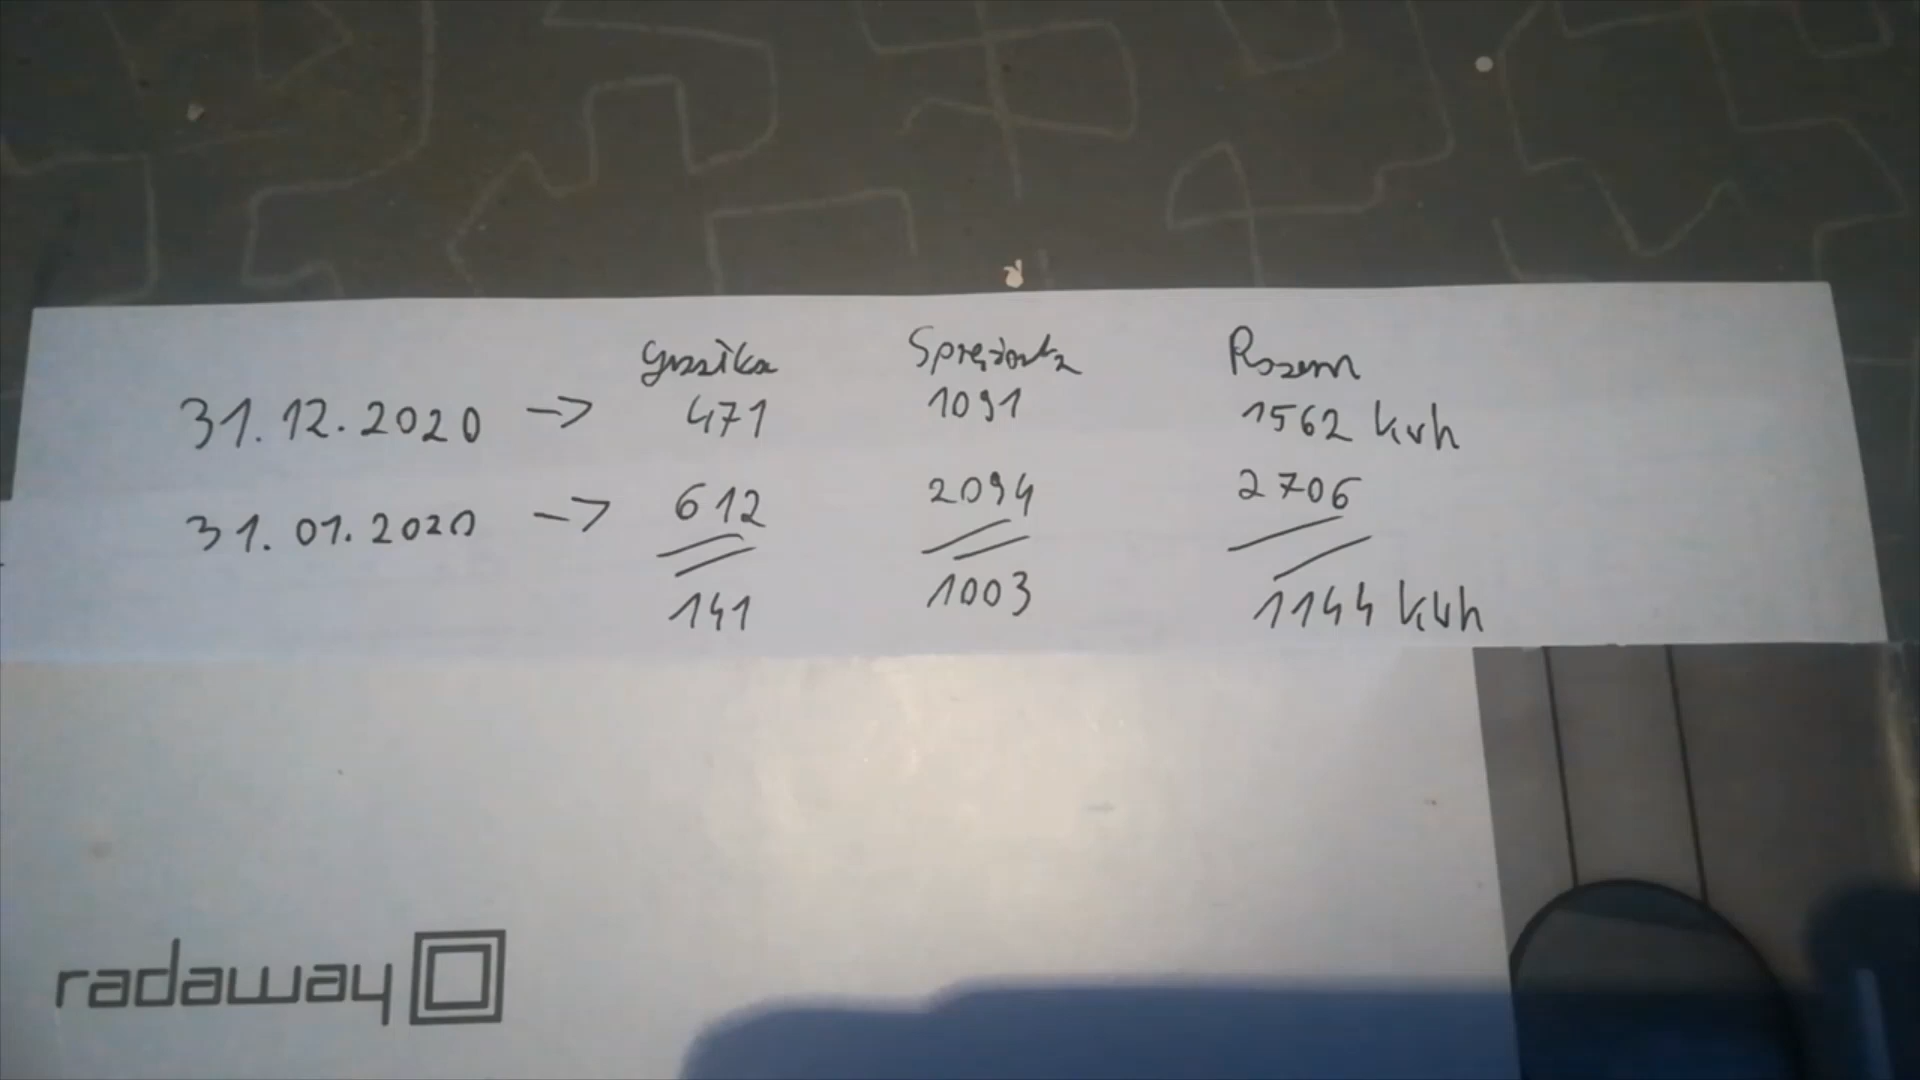 Grzałka Sprężarka Razem
31.12.2020 -> 471 1091 1562 kWh
31.01.2020 -> 612 2094 2706
141 1003 1144 kWh
radaway